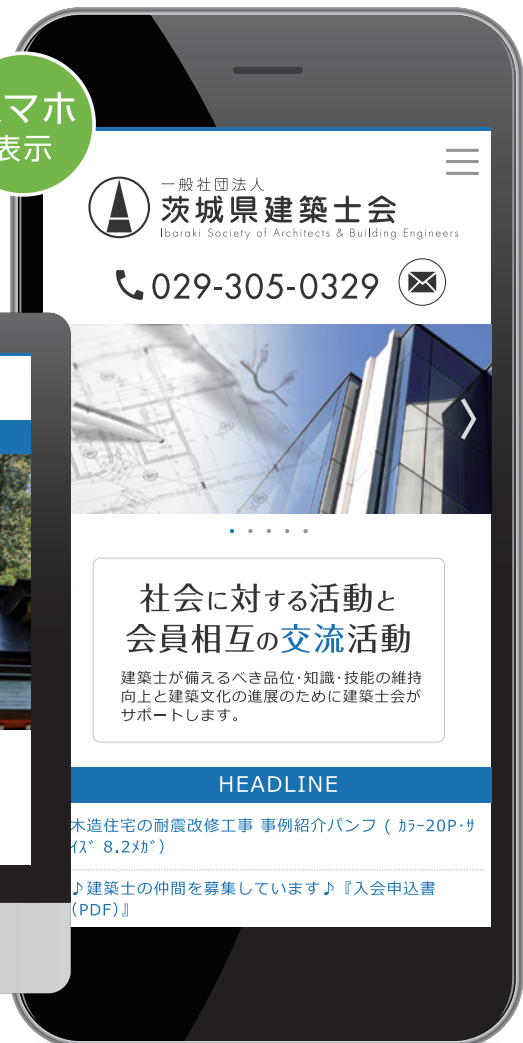 スマホ
表示
一般社団法人
茨城県建築士会
Ibaraki Society of Architects & Building Engineers
029-305-0329
社会に対する活動と
会員相互の交流活動
建築士が備えるべき品位・知識・技能の維持
向上と建築文化の進展のために建築士会が
サポートします。
HEADLINE
木造住宅の耐震改修工事 事例紹介パンフ ( ｶﾗｰ20P･ｻ
ｲｽﾞ 8.2ﾒｶﾞ)
♪建築士の仲間を募集しています♪『入会申込書
(PDF)』